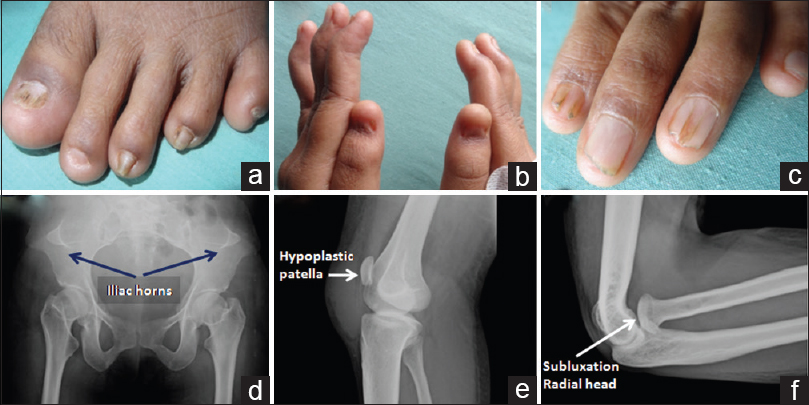 a
b
c
Iliac horns
d
Hypoplastic
patella
e
Subluxation
Radial head
f